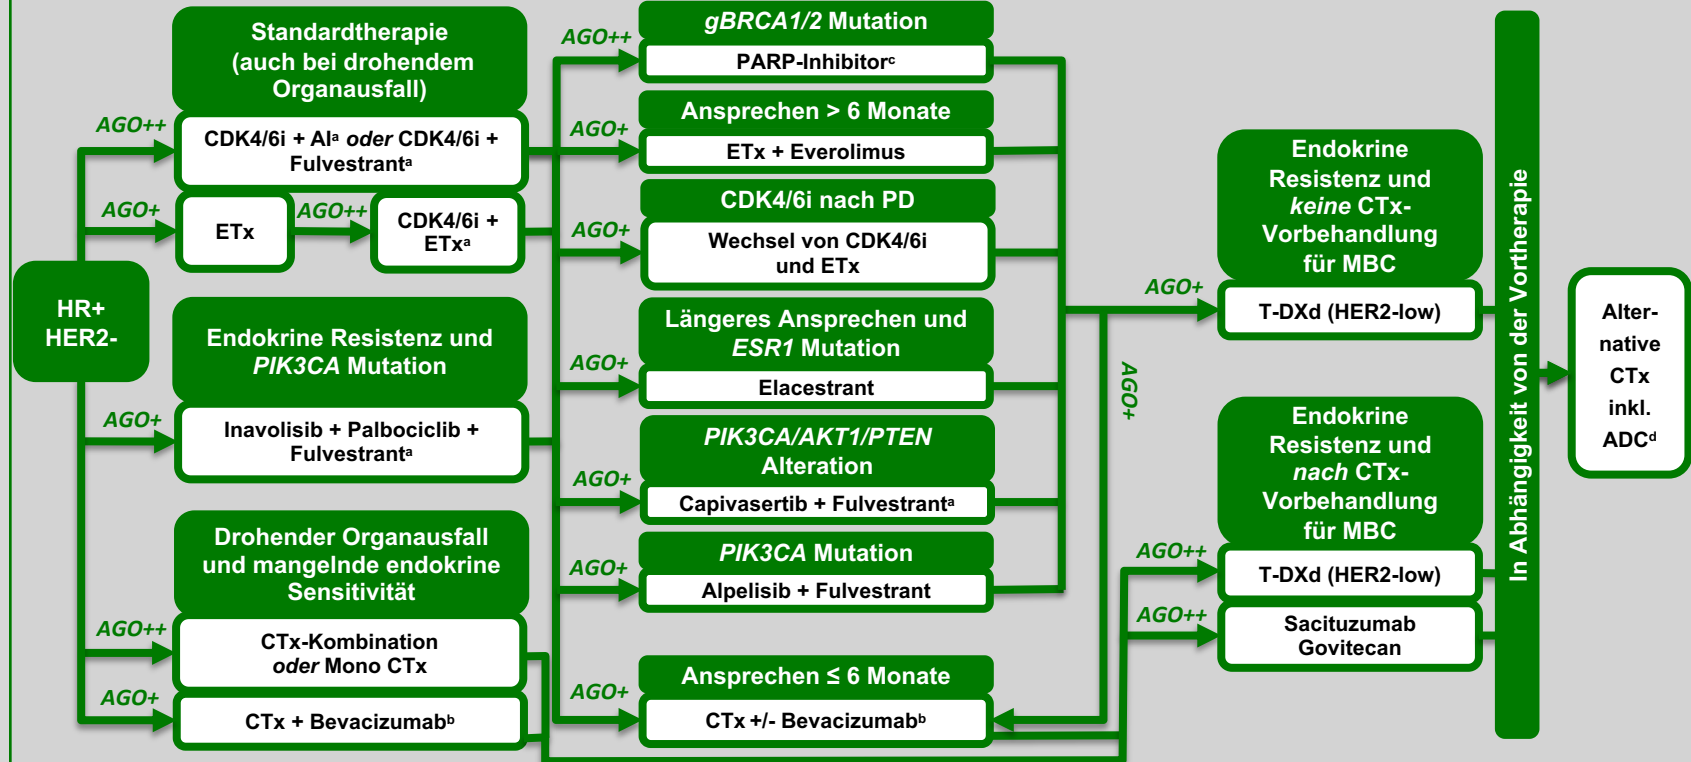 HR+
HER2-
AGO++
Standardtherapie
(auch bei drohendem
Organausfall)
CDK4/6i + AIᵃ oder CDK4/6i +
Fulvestrantᵃ
AGO+
ETx
AGO++
CDK4/6i +
ETxᵃ
Endokrine Resistenz und
PIK3CA Mutation
AGO+
Inavolisib + Palbociclib +
Fulvestrantᵃ
Drohender Organausfall
und mangelnde endokrine
Sensitivität
AGO++
CTx-Kombination
oder Mono CTx
AGO+
CTx + Bevacizumabᵇ
AGO++
gBRCA1/2 Mutation
PARP-Inhibitorᶜ
AGO+
Ansprechen > 6 Monate
ETx + Everolimus
AGO+
CDK4/6i nach PD
Wechsel von CDK4/6i
und ETx
AGO+
Längeres Ansprechen und
ESR1 Mutation
Elacestrant
AGO+
PIK3CA/AKT1/PTEN
Alteration
Capivasertib + Fulvestrantᵃ
AGO+
PIK3CA Mutation
Alpelisib + Fulvestrant
AGO+
Ansprechen ≤ 6 Monate
CTx +/- Bevacizumabᵇ
AGO+
AGO+
Endokrine
Resistenz und
keine CTx-
Vorbehandlung
für MBC
T-DXd (HER2-low)
Endokrine
Resistenz und
nach CTx-
Vorbehandlung
für MBC
AGO++
T-DXd (HER2-low)
AGO++
Sacituzumab
Govitecan
In Abhängigkeit von der Vortherapie
Alter-
native
CTx
inkl.
ADCᵈ